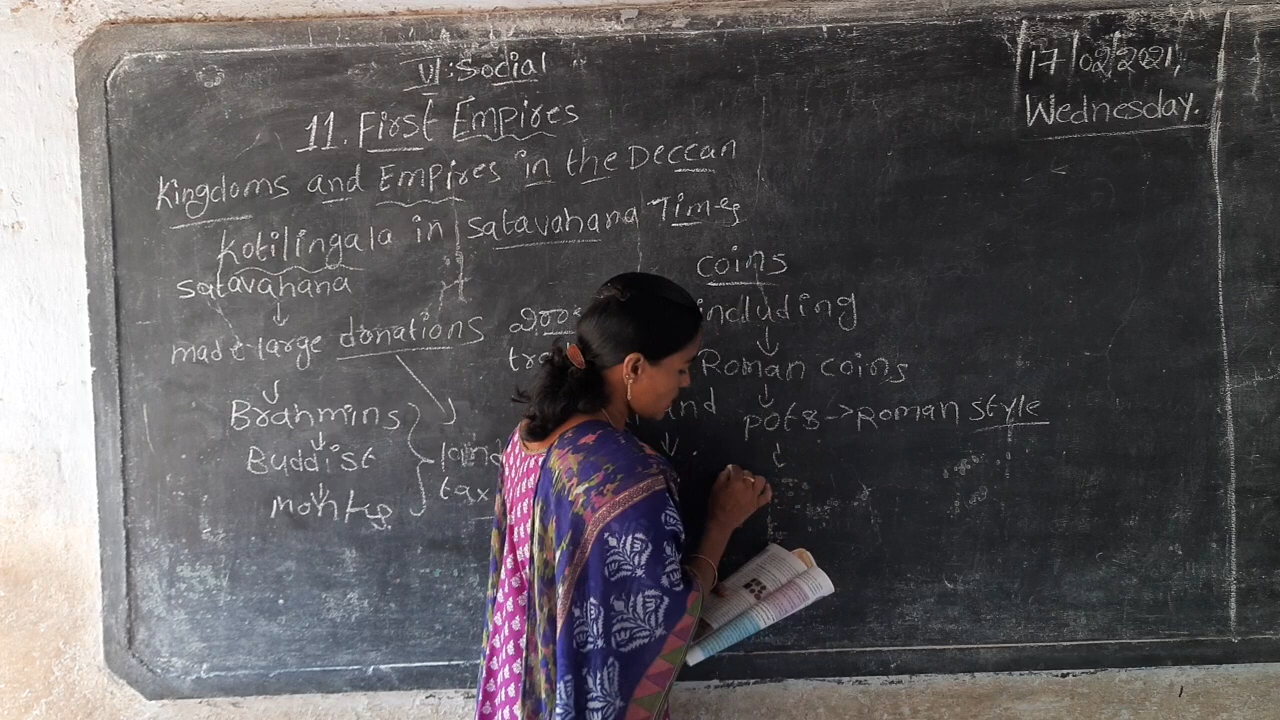 VI : Social
17/02/2021,
Wednesday.
11. First Empires
Kingdoms and Empires in the Deccan
Kotilingala in Satavahana Times
coins
Satavahana
made large donations
including
Roman coins
Brahmins
and
pots → Roman style
Buddist
land
monks
tax